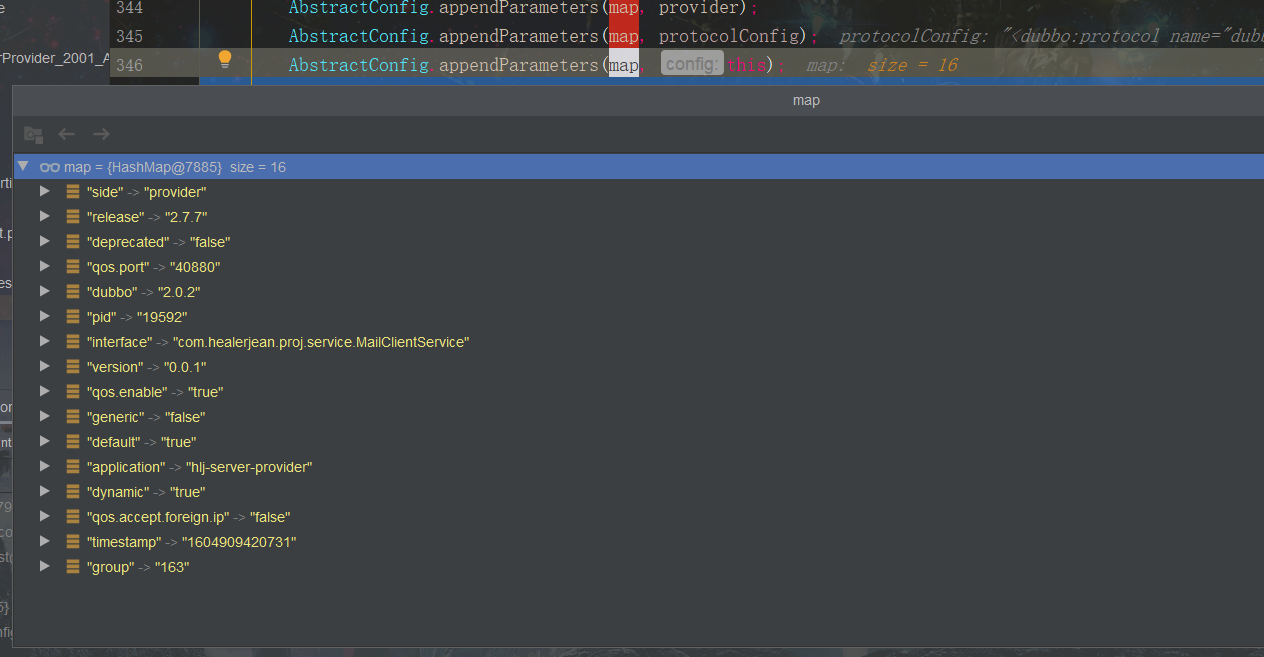 344 AbstractConfig.appendParameters(map, provider);
345 AbstractConfig.appendParameters(map, protocolConfig); protocolConfig: "<dubbo:protocol name="dubb
rProvider_2001_A
346 AbstractConfig.appendParameters(map, config: this); map: size = 16
map
map = {HashMap@7885} size = 16
"side" -> "provider"
"release" -> "2.7.7"
"deprecated" -> "false"
"qos.port" -> "40880"
"dubbo" -> "2.0.2"
"pid" -> "19592"
"interface" -> "com.healerjean.proj.service.MailClientService"
"version" -> "0.0.1"
"qos.enable" -> "true"
"generic" -> "false"
"default" -> "true"
"application" -> "hlj-server-provider"
"dynamic" -> "true"
"qos.accept.foreign.ip" -> "false"
"timestamp" -> "1604909420731"
"group" -> "163"